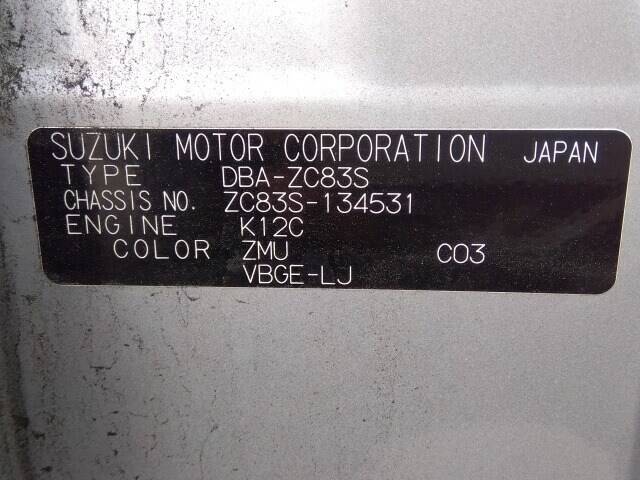 SUZUKI MOTOR CORPORATION JAPAN
TYPE DBA-ZC83S
CHASSIS NO. ZC83S-134531
ENGINE K12C
COLOR ZMU C03
VBGE-LJ